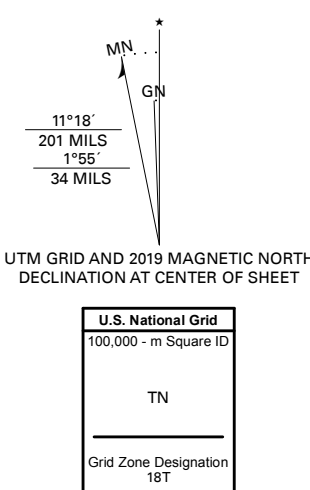 ★
MN
GN
11°18´
201 MILS
1°55´
34 MILS
UTM GRID AND 2019 MAGNETIC NORTH
DECLINATION AT CENTER OF SHEET
U.S. National Grid
100,000 - m Square ID
TN
Grid Zone Designation
18T